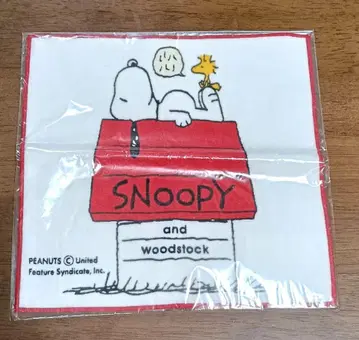 SNOOPY
and
woodstock
PEANUTS © United
Feature Syndicate, Inc.